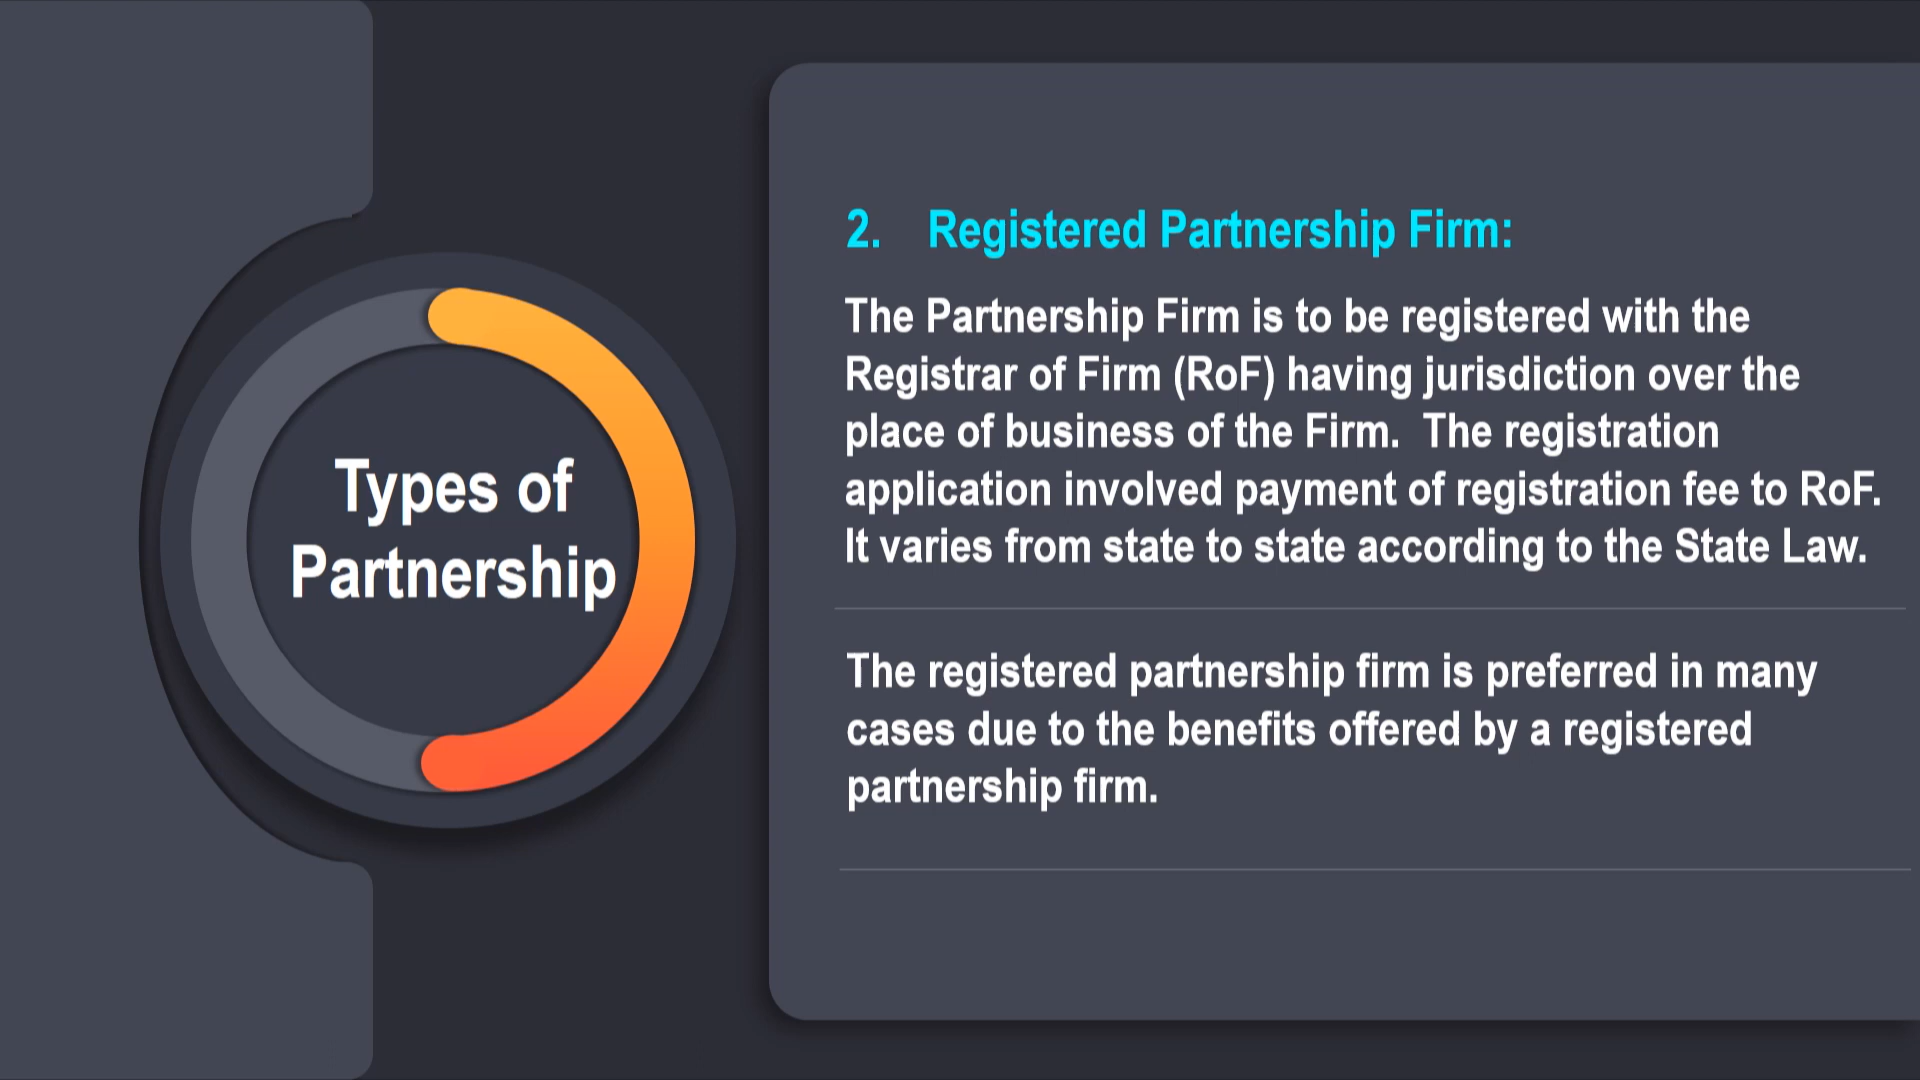 Types of
Partnership
2. Registered Partnership Firm:
The Partnership Firm is to be registered with the
Registrar of Firm (RoF) having jurisdiction over the
place of business of the Firm.  The registration
application involved payment of registration fee to RoF.
It varies from state to state according to the State Law.
The registered partnership firm is preferred in many
cases due to the benefits offered by a registered
partnership firm.